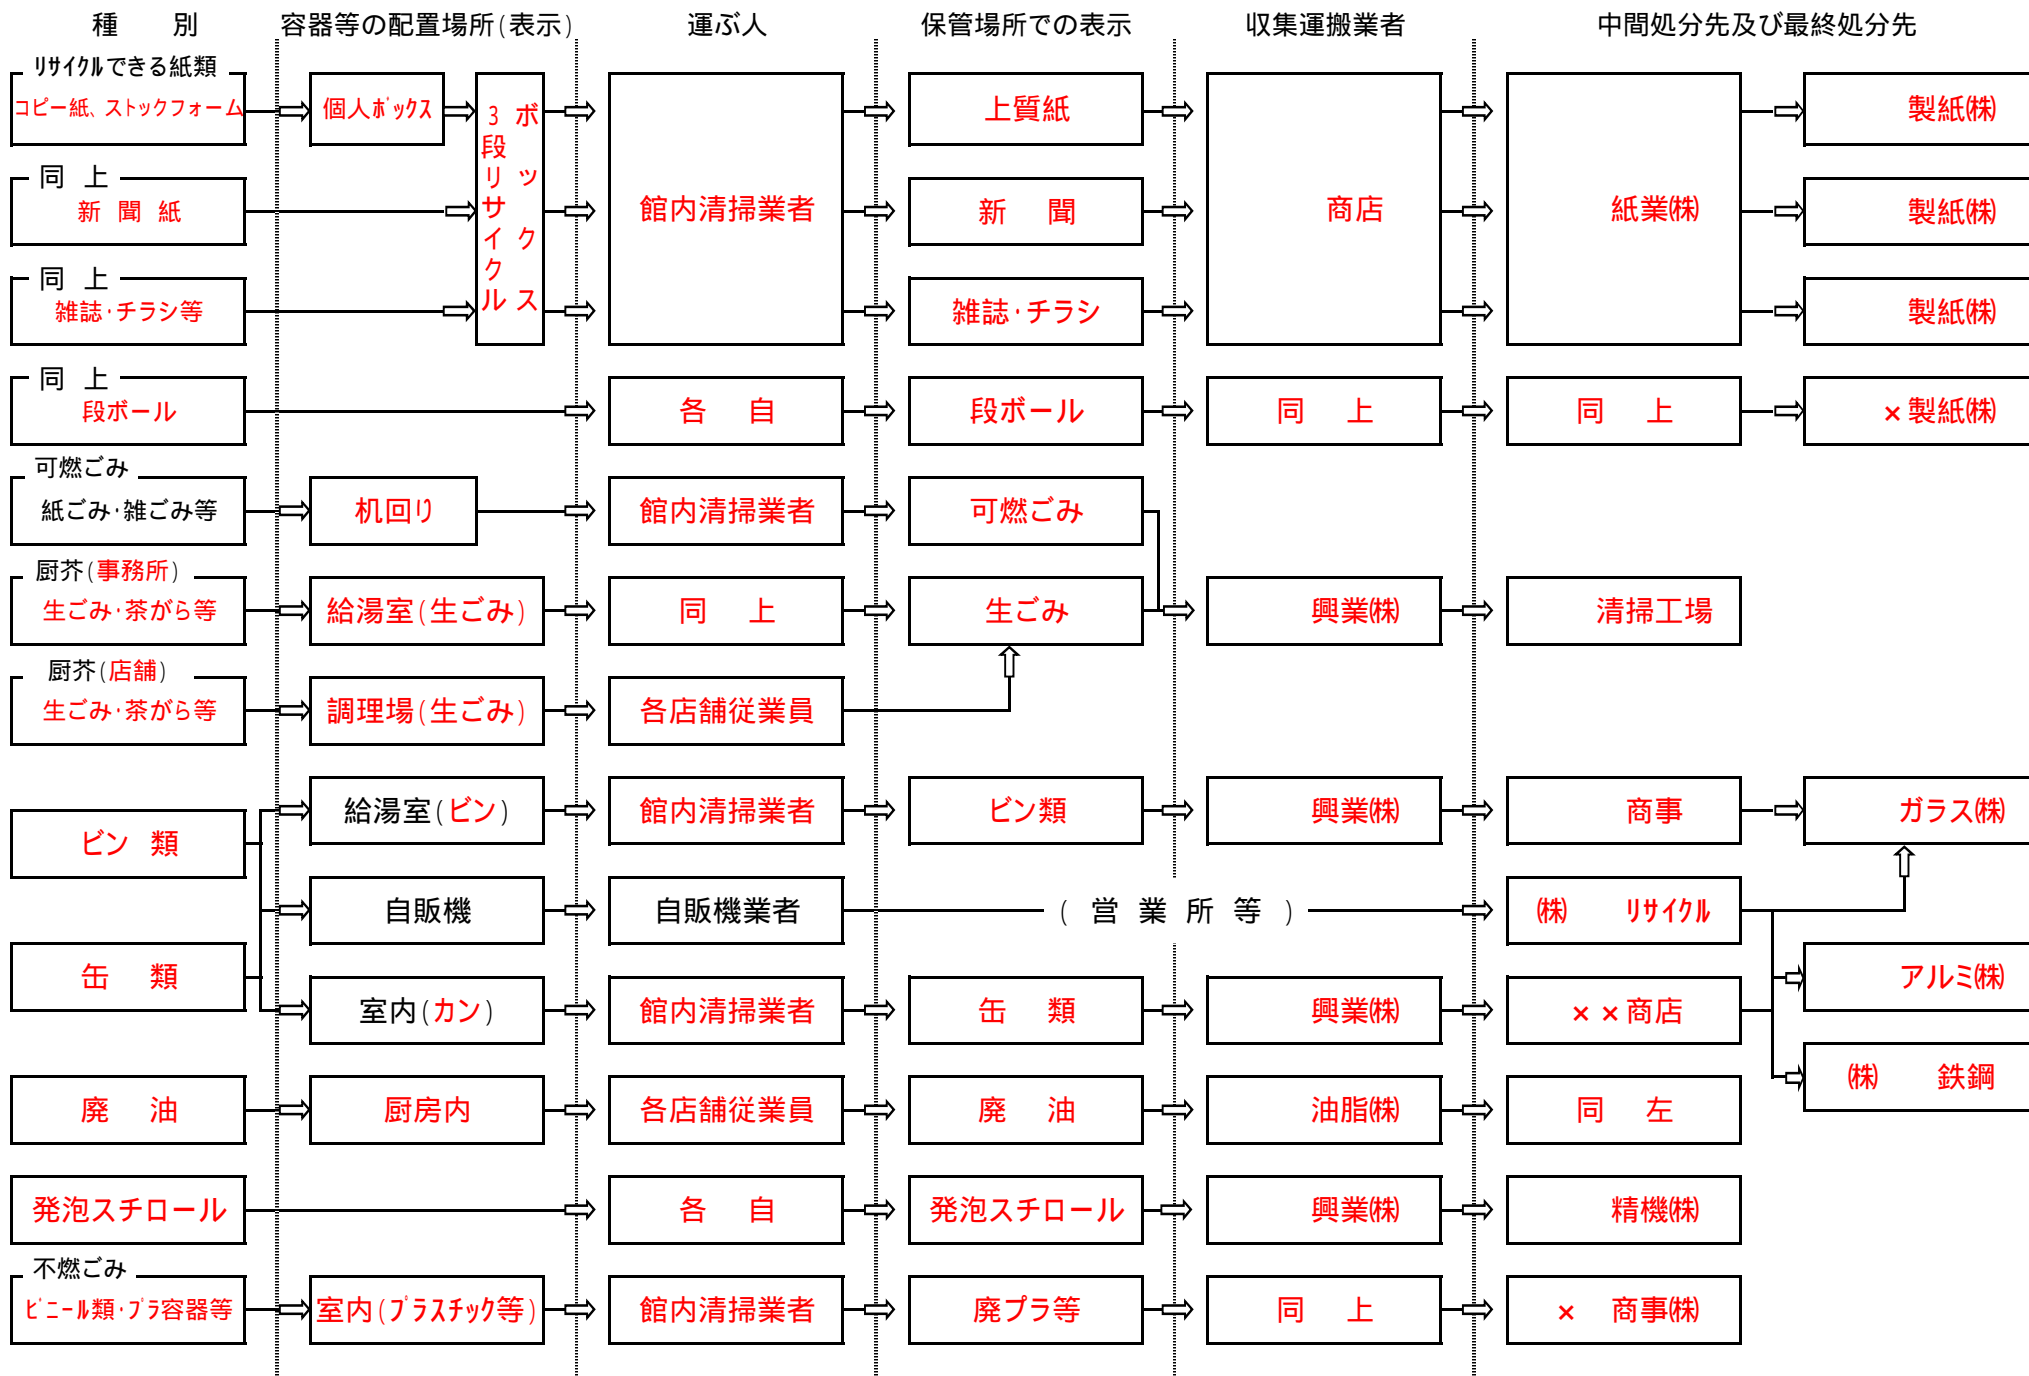 種　別　容器等の配置場所(表示)　運ぶ人　保管場所での表示　収集運搬業者　中間処分先及び最終処分先
リサイクルできる紙類
コピー紙、ストックフォーム　個人ボックス　3段リサイクルボックス　館内清掃業者　上質紙　商店　紙業㈱　製紙㈱
同 上
新聞紙　新 聞　製紙㈱
同 上
雑誌・チラシ等　雑誌・チラシ　製紙㈱
同 上
段ボール　各 自　段ボール　同 上　同 上　×製紙㈱
可燃ごみ
紙ごみ・雑ごみ等　机回り　館内清掃業者　可燃ごみ
厨芥(事務所)
生ごみ・茶がら等　給湯室(生ごみ)　同 上　生ごみ　興業㈱　清掃工場
厨芥(店舗)
生ごみ・茶がら等　調理場(生ごみ)　各店舗従業員
ビン 類　給湯室(ビン)　館内清掃業者　ビン類　興業㈱　商事　ガラス㈱
自販機　自販機業者　(営業所等)　㈱ リサイクル
缶 類　室内(カン)　館内清掃業者　缶 類　興業㈱　××商店　アルミ㈱
㈱ 鉄鋼
廃 油　厨房内　各店舗従業員　廃 油　油脂㈱　同 左
発泡スチロール　各 自　発泡スチロール　興業㈱　精機㈱
不燃ごみ
ビニール類・プラ容器等　室内(プラスチック等)　館内清掃業者　廃プラ等　同 上　× 商事㈱